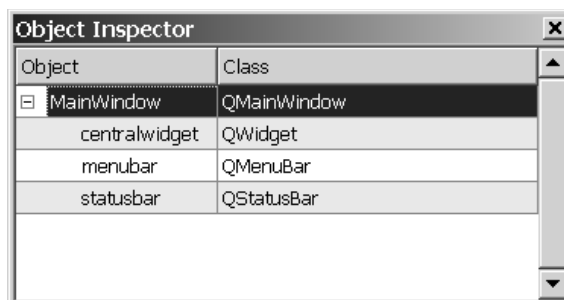 Object Inspector
Object Class
MainWindow QMainWindow
centralwidget QWidget
menubar QMenuBar
statusbar QStatusBar